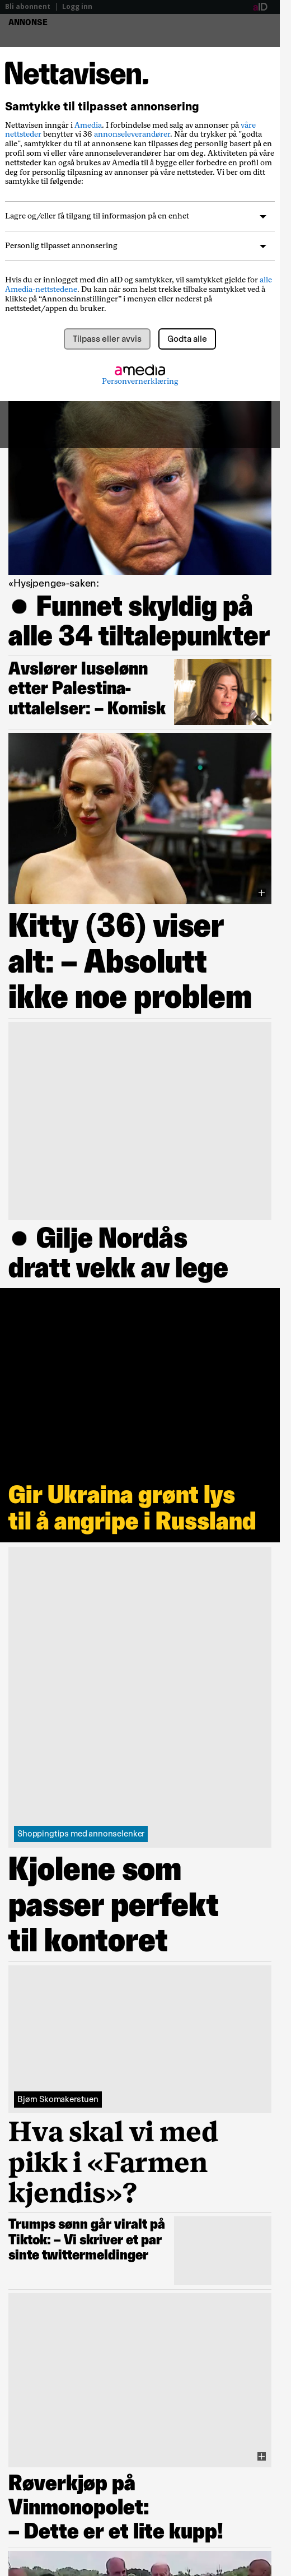 Bli abonnent | Logg inn
aID
ANNONSE
Nettavisen.
Samtykke til tilpasset annonsering
Nettavisen inngår i Amedia. I forbindelse med salg av annonser på våre
nettsteder benytter vi 36 annonseleverandører. Når du trykker på "godta
alle", samtykker du til at annonsene kan tilpasses deg personlig basert på en
profil som vi eller våre annonseleverandører har om deg. Aktiviteten på våre
nettsteder kan også brukes av Amedia til å bygge eller forbedre en profil om
deg for personlig tilpasning av annonser på våre nettsteder. Vi ber om ditt
samtykke til følgende:
Lagre og/eller få tilgang til informasjon på en enhet
Personlig tilpasset annonsering
Hvis du er innlogget med din aID og samtykker, vil samtykket gjelde for alle
Amedia-nettstedene. Du kan når som helst trekke tilbake samtykket ved å
klikke på “Annonseinnstillinger” i menyen eller nederst på
nettstedet/appen du bruker.
Tilpass eller avvis
Godta alle
amedia
Personvernerklæring
«Hysjpenge»-saken:
● Funnet skyldig på
alle 34 tiltalepunkter
Avslører luselønn
etter Palestina-
uttalelser: – Komisk
Kitty (36) viser
alt: – Absolutt
ikke noe problem
● Gilje Nordås
dratt vekk av lege
Gir Ukraina grønt lys
til å angripe i Russland
Shoppingtips med annonselenker
Kjolene som
passer perfekt
til kontoret
Bjørn Skomakerstuen
Hva skal vi med
pikk i «Farmen
kjendis»?
Trumps sønn går viralt på
Tiktok: – Vi skriver et par
sinte twittermeldinger
Røverkjøp på
Vinmonopolet:
– Dette er et lite kupp!